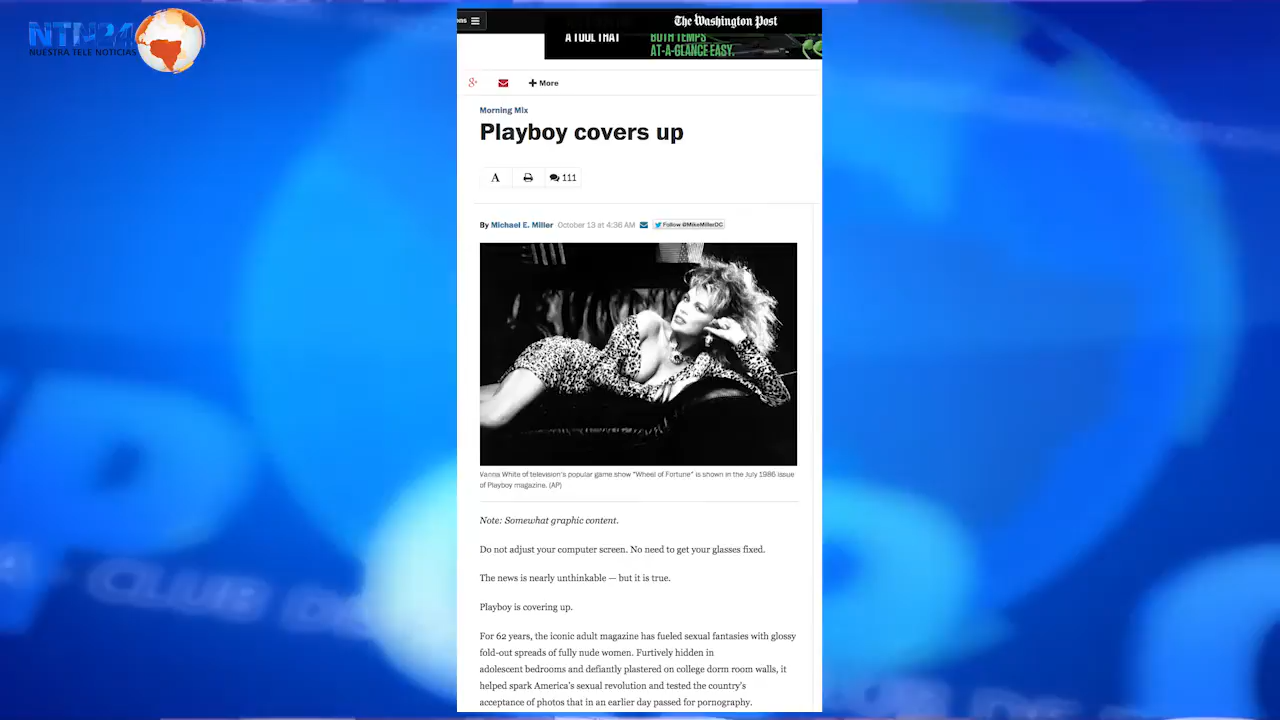 NTN24
NUESTRA TELE NOTICIAS
ons
The Washington Post
A TOOL THAT
BOTH TEMPS
AT-A-GLANCE EASY.
g+
More
Morning Mix
Playboy covers up
A
111
By Michael E. Miller October 13 at 4:36 AM
Follow @MikeMillerDC
Vanna White of television's popular game show "Wheel of Fortune" is shown in the July 1986 issue
of Playboy magazine. (AP)
Note: Somewhat graphic content.
Do not adjust your computer screen. No need to get your glasses fixed.
The news is nearly unthinkable — but it is true.
Playboy is covering up.
For 62 years, the iconic adult magazine has fueled sexual fantasies with glossy
fold-out spreads of fully nude women. Furtively hidden in
adolescent bedrooms and defiantly plastered on college dorm room walls, it
helped spark America's sexual revolution and tested the country's
acceptance of photos that in an earlier day passed for pornography.
CLUB DE